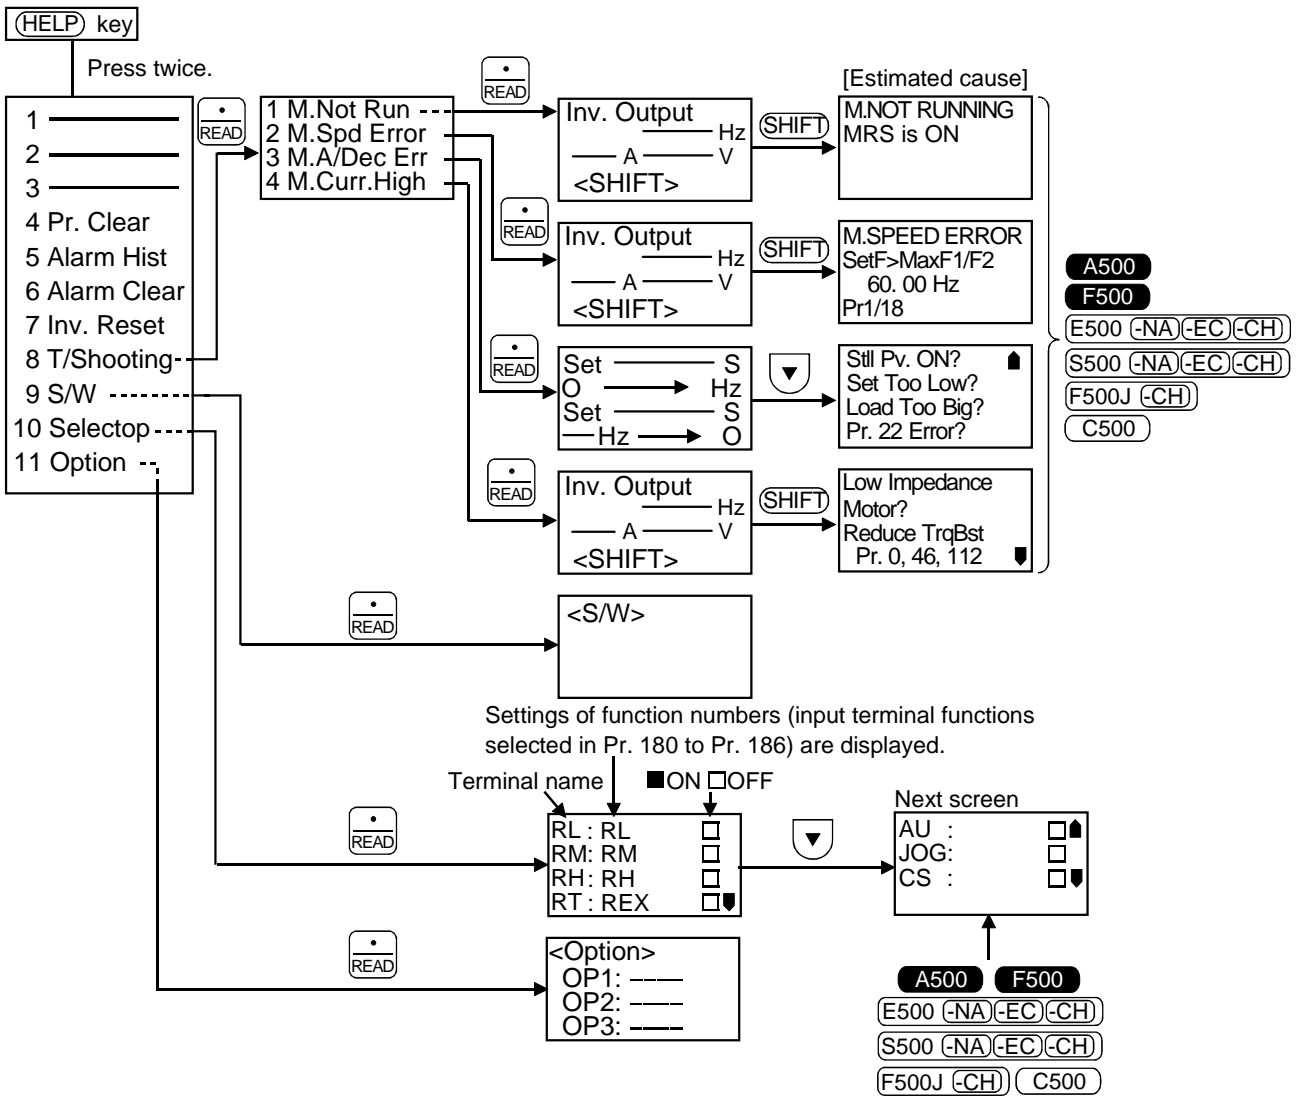 HELP key
Press twice.
1
2
3
4 Pr. Clear
5 Alarm Hist
6 Alarm Clear
7 Inv. Reset
8 T/Shooting
9 S/W
10 Selectop
11 Option
READ
1 M.Not Run
2 M.Spd Error
3 M.A/Dec Err
4 M.Curr.High
READ
Inv. Output
Hz
A V
<SHIFT>
SHIFT
[Estimated cause]
M.NOT RUNNING
MRS is ON
READ
Inv. Output
Hz
A V
<SHIFT>
SHIFT
M.SPEED ERROR
SetF>MaxF1/F2
60. 00 Hz
Pr1/18
READ
Set S
O Hz
Set S
Hz O
Stll Pv. ON?
Set Too Low?
Load Too Big?
Pr. 22 Error?
READ
Inv. Output
Hz
A V
<SHIFT>
SHIFT
Low Impedance
Motor?
Reduce TrqBst
Pr. 0, 46, 112
A500
F500
E500 -NA -EC -CH
S500 -NA -EC -CH
F500J -CH
C500
READ
<S/W>
Settings of function numbers (input terminal functions
selected in Pr. 180 to Pr. 186) are displayed.
Terminal name ■ON □OFF
READ
RL : RL □
RM: RM □
RH : RH □
RT : REX □
Next screen
AU : □
JOG: □
CS : □
READ
<Option>
OP1: -----
OP2: -----
OP3: -----
A500 F500
E500 -NA -EC -CH
S500 -NA -EC -CH
F500J -CH C500